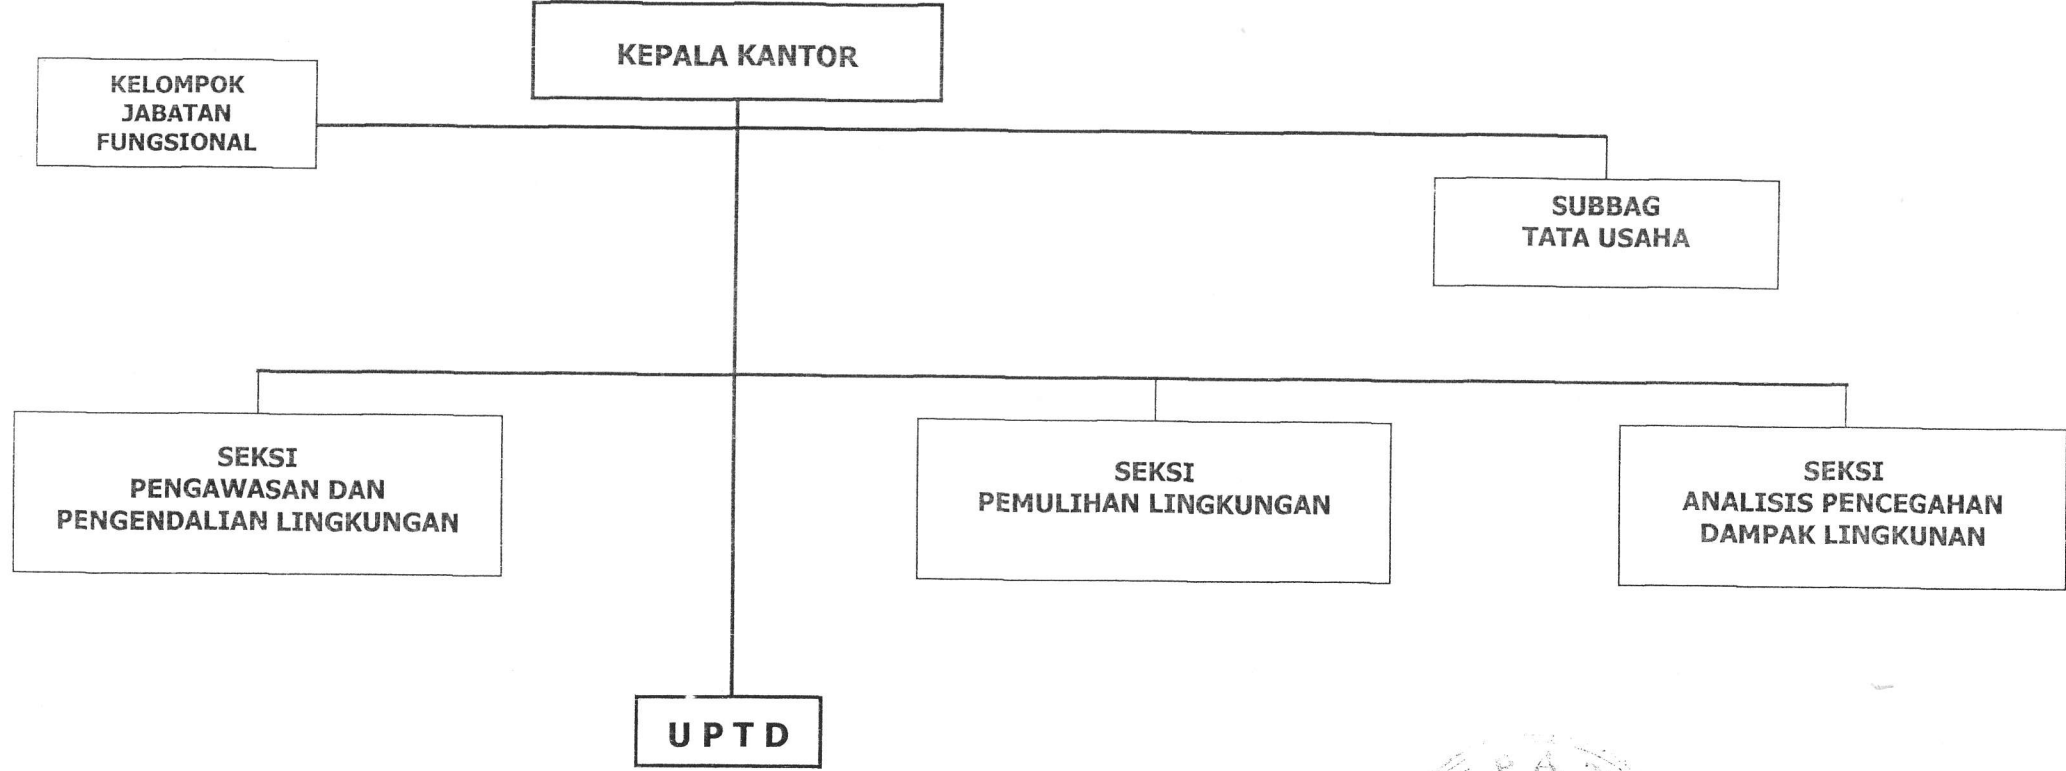 KEPALA KANTOR
KELOMPOK
JABATAN
FUNGSIONAL
SUBBAG
TATA USAHA
SEKSI
PENGAWASAN DAN
PENGENDALIAN LINGKUNGAN
SEKSI
PEMULIHAN LINGKUNGAN
SEKSI
ANALISIS PENCEGAHAN
DAMPAK LINGKUNAN
U P T D